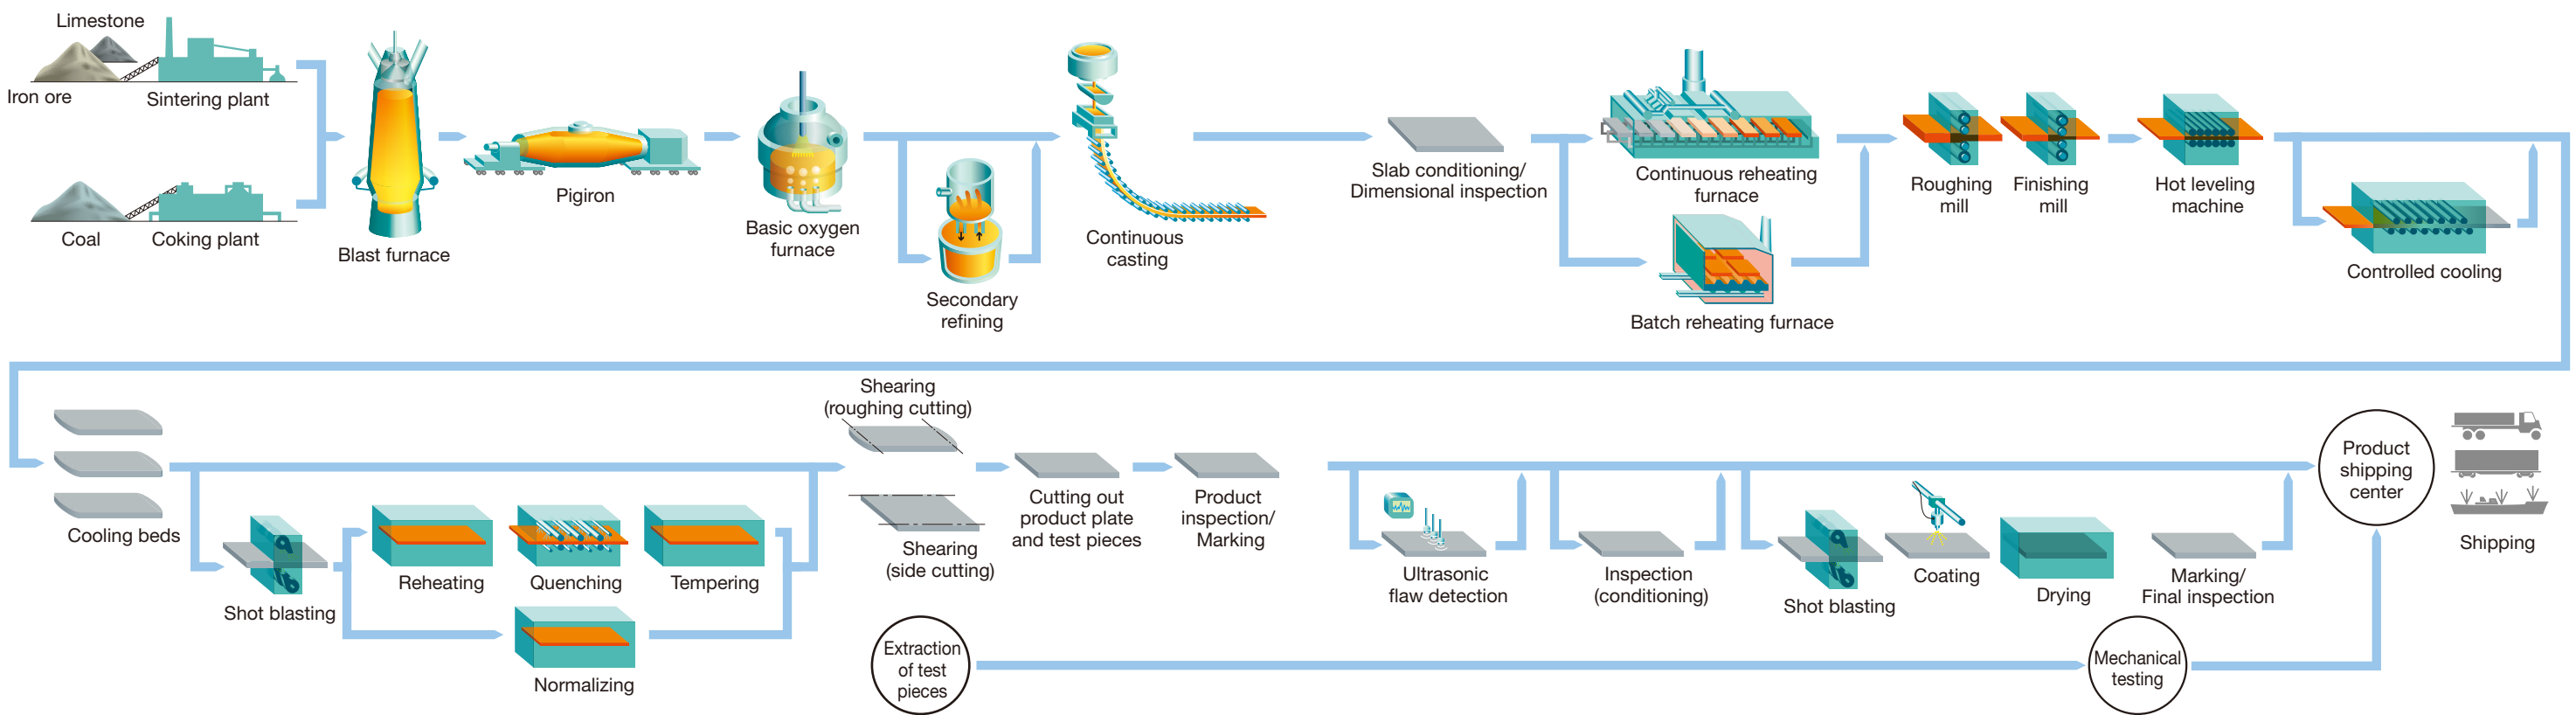 Limestone
Iron ore
Sintering plant
Coal
Coking plant
Blast furnace
Pigiron
Basic oxygen
furnace
Secondary
refining
Continuous
casting
Slab conditioning/
Dimensional inspection
Continuous reheating
furnace
Batch reheating furnace
Roughing
mill
Finishing
mill
Hot leveling
machine
Controlled cooling
Cooling beds
Shot blasting
Reheating
Quenching
Tempering
Normalizing
Shearing
(roughing cutting)
Shearing
(side cutting)
Cutting out
product plate
and test pieces
Product
inspection/
Marking
Extraction
of test
pieces
Ultrasonic
flaw detection
Inspection
(conditioning)
Shot blasting
Coating
Drying
Marking/
Final inspection
Mechanical
testing
Product
shipping
center
Shipping